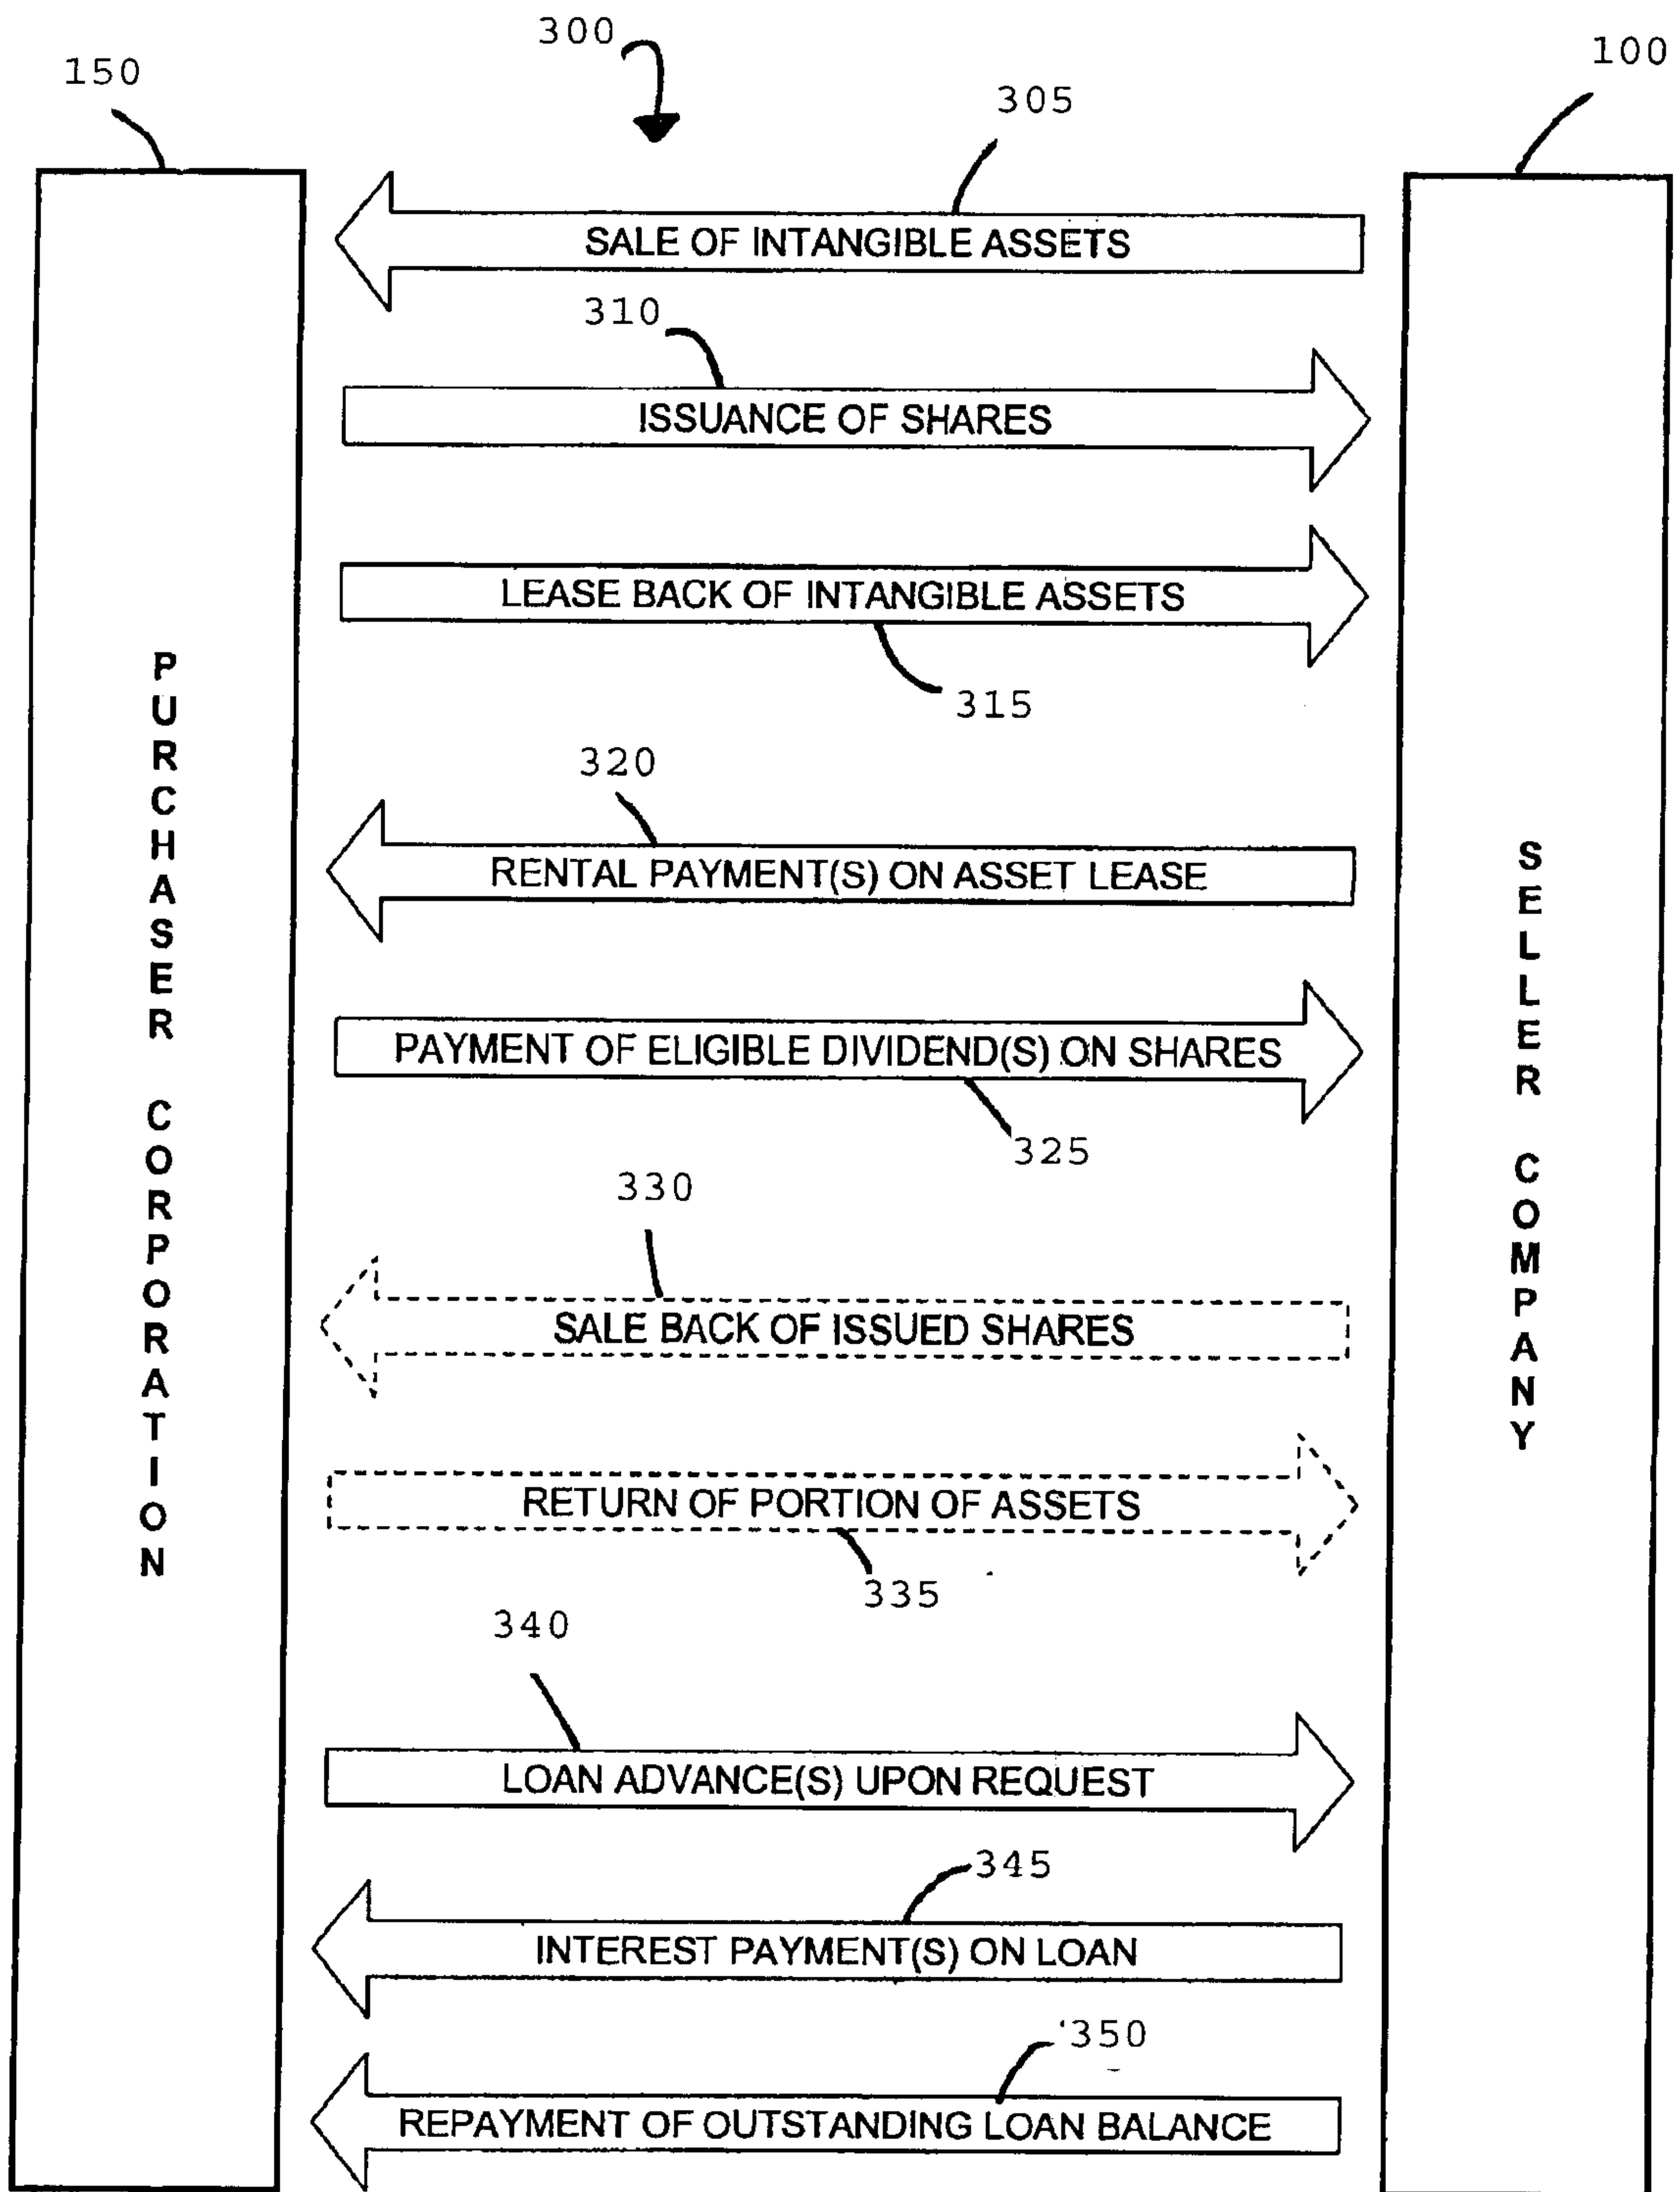 300
150
100
305
SALE OF INTANGIBLE ASSETS
310
ISSUANCE OF SHARES
LEASE BACK OF INTANGIBLE ASSETS
315
320
RENTAL PAYMENT(S) ON ASSET LEASE
PAYMENT OF ELIGIBLE DIVIDEND(S) ON SHARES
325
330
SALE BACK OF ISSUED SHARES
RETURN OF PORTION OF ASSETS
335
340
LOAN ADVANCE(S) UPON REQUEST
345
INTEREST PAYMENT(S) ON LOAN
350
REPAYMENT OF OUTSTANDING LOAN BALANCE
PURCHASER CORPORATION
SELLER COMPANY